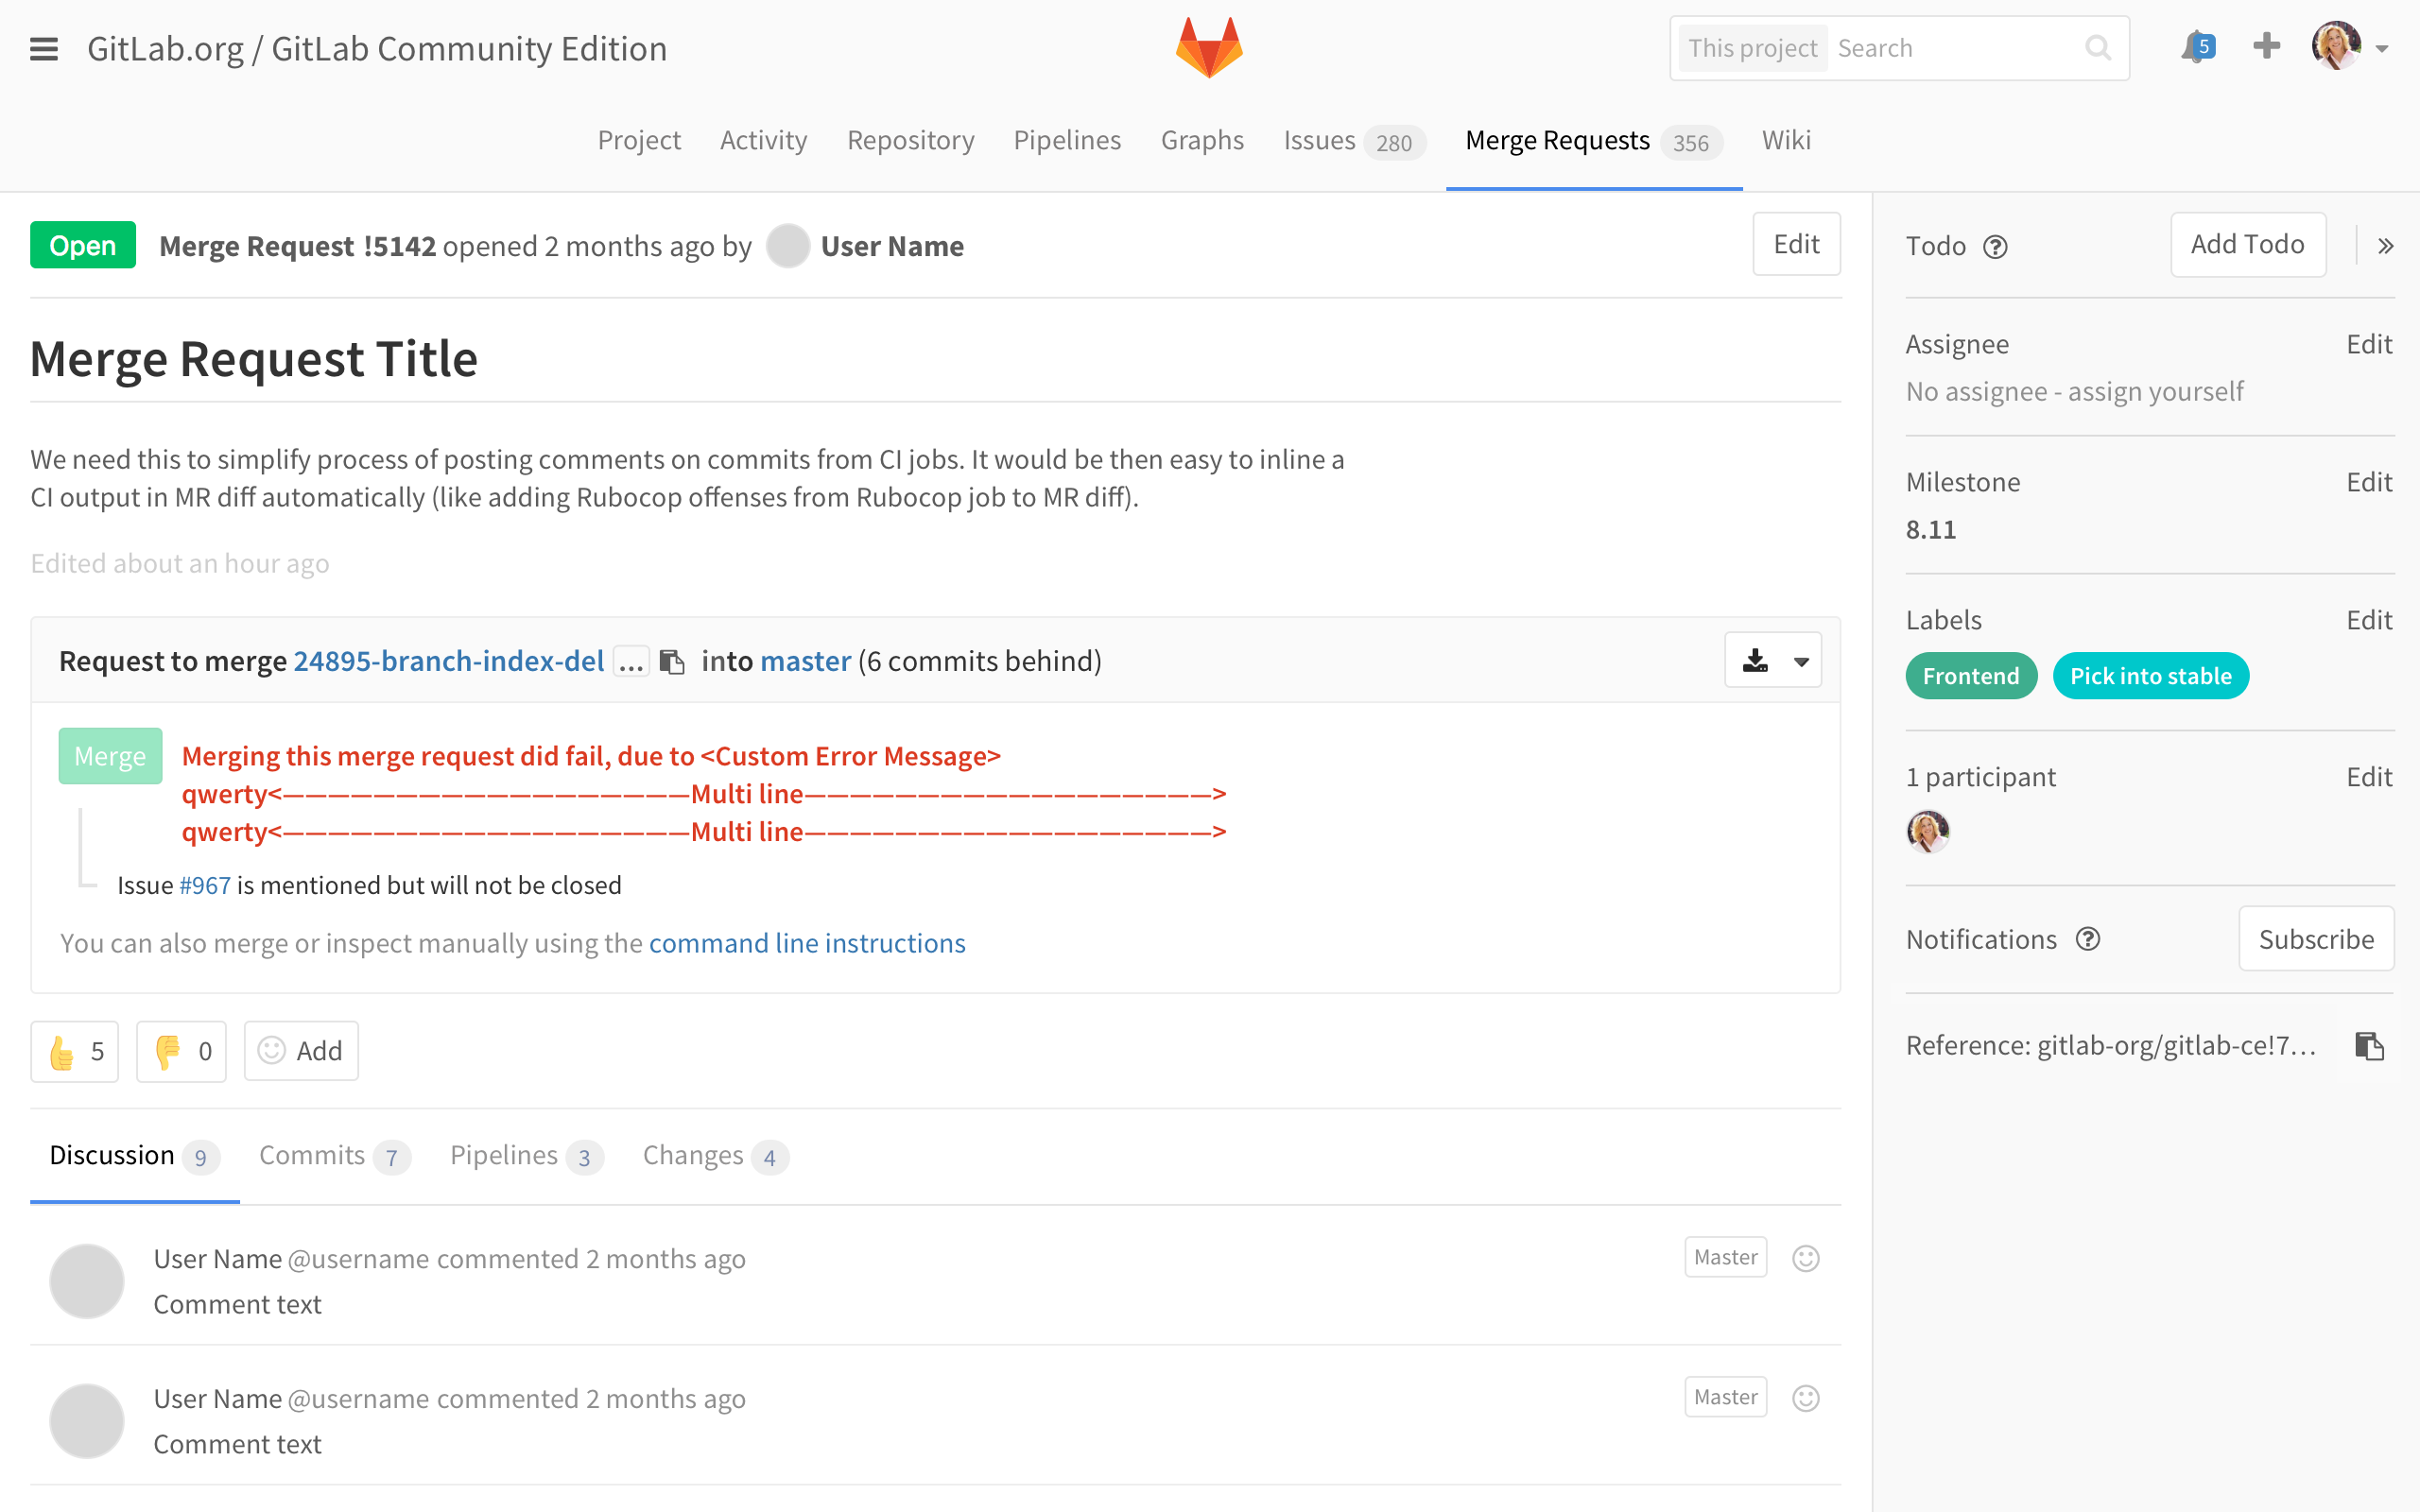 GitLab.org / GitLab Community Edition
This project Search
5
Project Activity Repository Pipelines Graphs Issues 280 Merge Requests 356 Wiki
Open Merge Request !5142 opened 2 months ago by User Name Edit
Merge Request Title
We need this to simplify process of posting comments on commits from CI jobs. It would be then easy to inline a
CI output in MR diff automatically (like adding Rubocop offenses from Rubocop job to MR diff).
Edited about an hour ago
Request to merge 24895-branch-index-del ... into master (6 commits behind)
Merge Merging this merge request did fail, due to <Custom Error Message>
qwerty<——————————————————Multi line——————————————————>
qwerty<——————————————————Multi line——————————————————>
Issue #967 is mentioned but will not be closed
You can also merge or inspect manually using the command line instructions
5 0 Add
Discussion 9 Commits 7 Pipelines 3 Changes 4
User Name @username commented 2 months ago Master
Comment text
User Name @username commented 2 months ago Master
Comment text
Todo Add Todo
Assignee Edit
No assignee - assign yourself
Milestone Edit
8.11
Labels Edit
Frontend Pick into stable
1 participant Edit
Notifications Subscribe
Reference: gitlab-org/gitlab-ce!7...